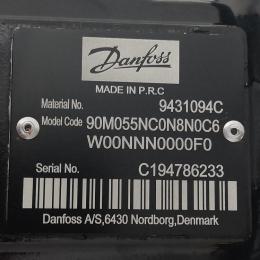 Danfoss
MADE IN P.R.C
Material No. 9431094C
Model Code 90M055NC0N8N0C6
W00NNN0000F0
Serial No. C194786233
Danfoss A/S,6430 Nordborg,Denmark